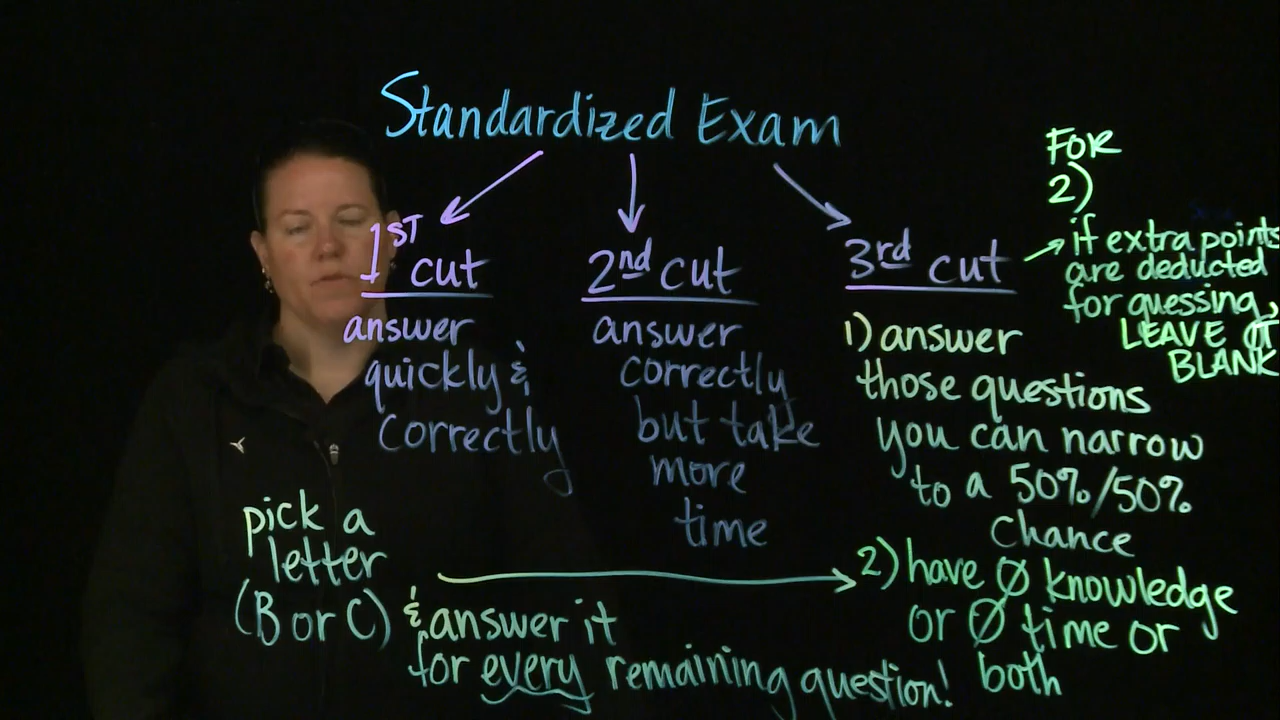 Standardized Exam
1ST cut
answer
quickly &
correctly
2nd cut
answer
correctly
but take
more
time
3rd cut
1) answer
those questions
you can narrow
to a 50%/50%
chance
2) have Ø knowledge
or Ø time or
both
FOR
2)
if extra points
are deducted
for guessing,
LEAVE IT
BLANK
pick a
letter
(B or C)
& answer it
for every remaining question!